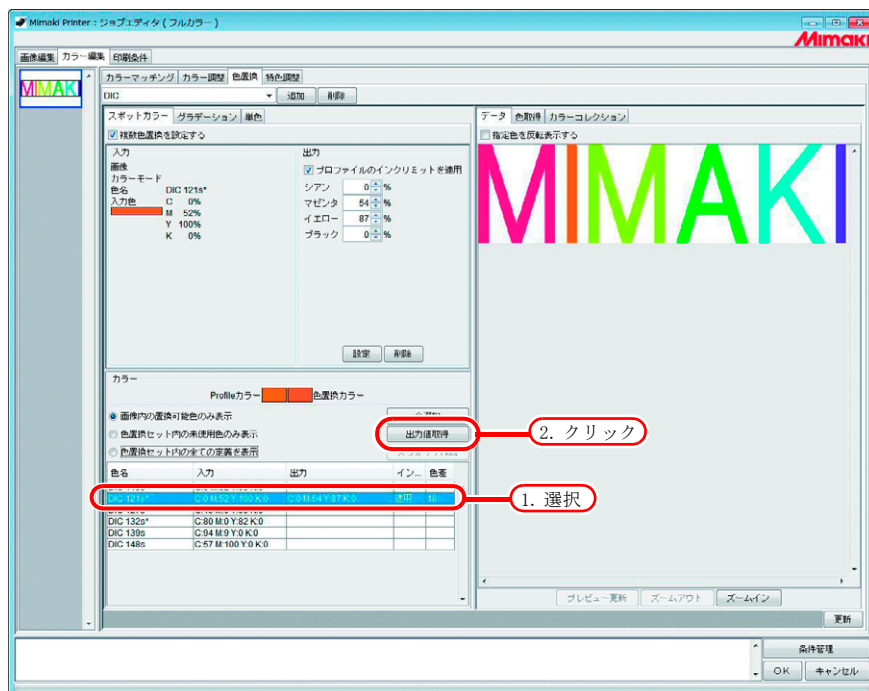 Mimaki Printer : ジョブエディタ ( フルカラー )
Mimaki
画像編集 カラー編集 印刷条件
MIMAKI
カラーマッチング カラー調整 色置換 特色調整
DIC 追加 削除
スポットカラー グラデーション 単色
複数色置換を設定する
入力
画像
カラーモード
色名 DIC 121s*
入力色 C 0%
M 52%
Y 100%
K 0%
出力
プロファイルのインクリミットを適用
シアン 0 %
マゼンタ 54 %
イエロー 87 %
ブラック 0 %
設定 削除
データ 色取得 カラーコレクション
指定色を反転表示する
MIMAKI
カラー
Profileカラー 色置換カラー
画像内の置換可能色のみ表示
色置換セット内の未使用色のみ表示
出力値取得
2. クリック
色置換セット内の全ての定義を表示
色名 入力 出力 イン... 色差
DIC 121s* C:0 M:52 Y:100 K:0 C:0 M:54 Y:87 K:0 適用 18
1. 選択
DIC 132s* C:80 M:0 Y:82 K:0
DIC 139s C:94 M:9 Y:0 K:0
DIC 148s C:57 M:100 Y:0 K:0
プレビュー更新 ズームアウト ズームイン
更新
条件管理
OK キャンセル